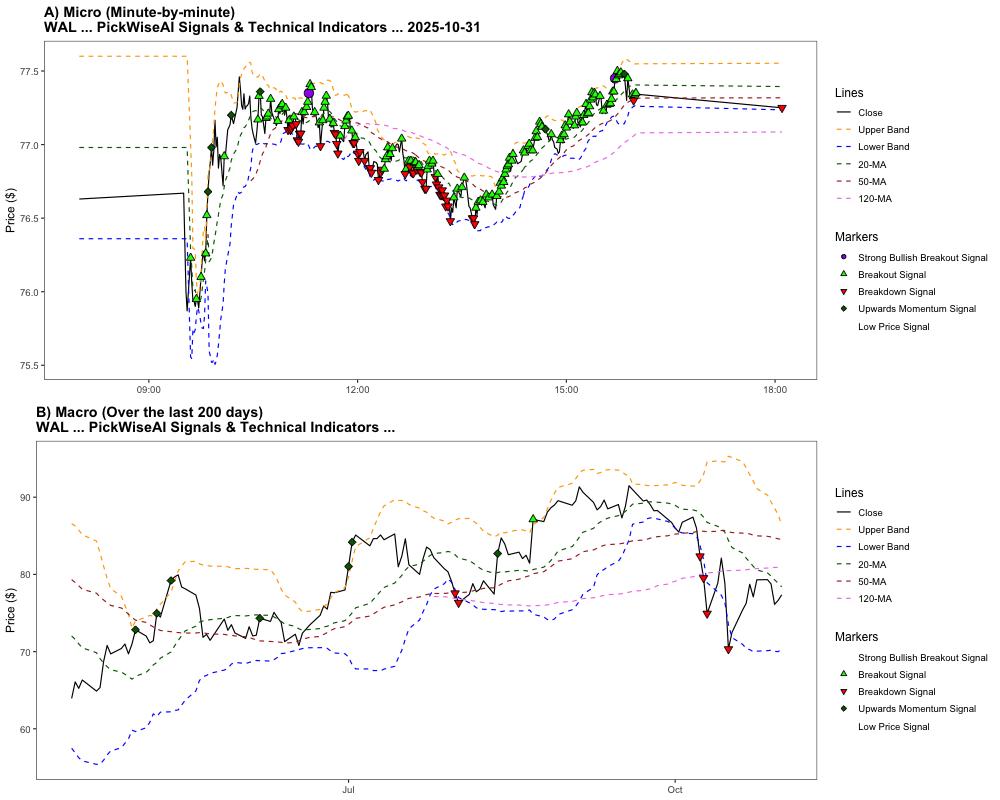 A) Micro (Minute-by-minute)
WAL ... PickWiseAI Signals & Technical Indicators ... 2025-10-31
Price ($)
77.5
77.0
76.5
76.0
75.5
09:00
12:00
15:00
18:00
Lines
Close
Upper Band
Lower Band
20-MA
50-MA
120-MA
Markers
Strong Bullish Breakout Signal
Breakout Signal
Breakdown Signal
Upwards Momentum Signal
Low Price Signal
B) Macro (Over the last 200 days)
WAL ... PickWiseAI Signals & Technical Indicators ...
Price ($)
90
80
70
60
Jul
Oct
Lines
Close
Upper Band
Lower Band
20-MA
50-MA
120-MA
Markers
Strong Bullish Breakout Signal
Breakout Signal
Breakdown Signal
Upwards Momentum Signal
Low Price Signal